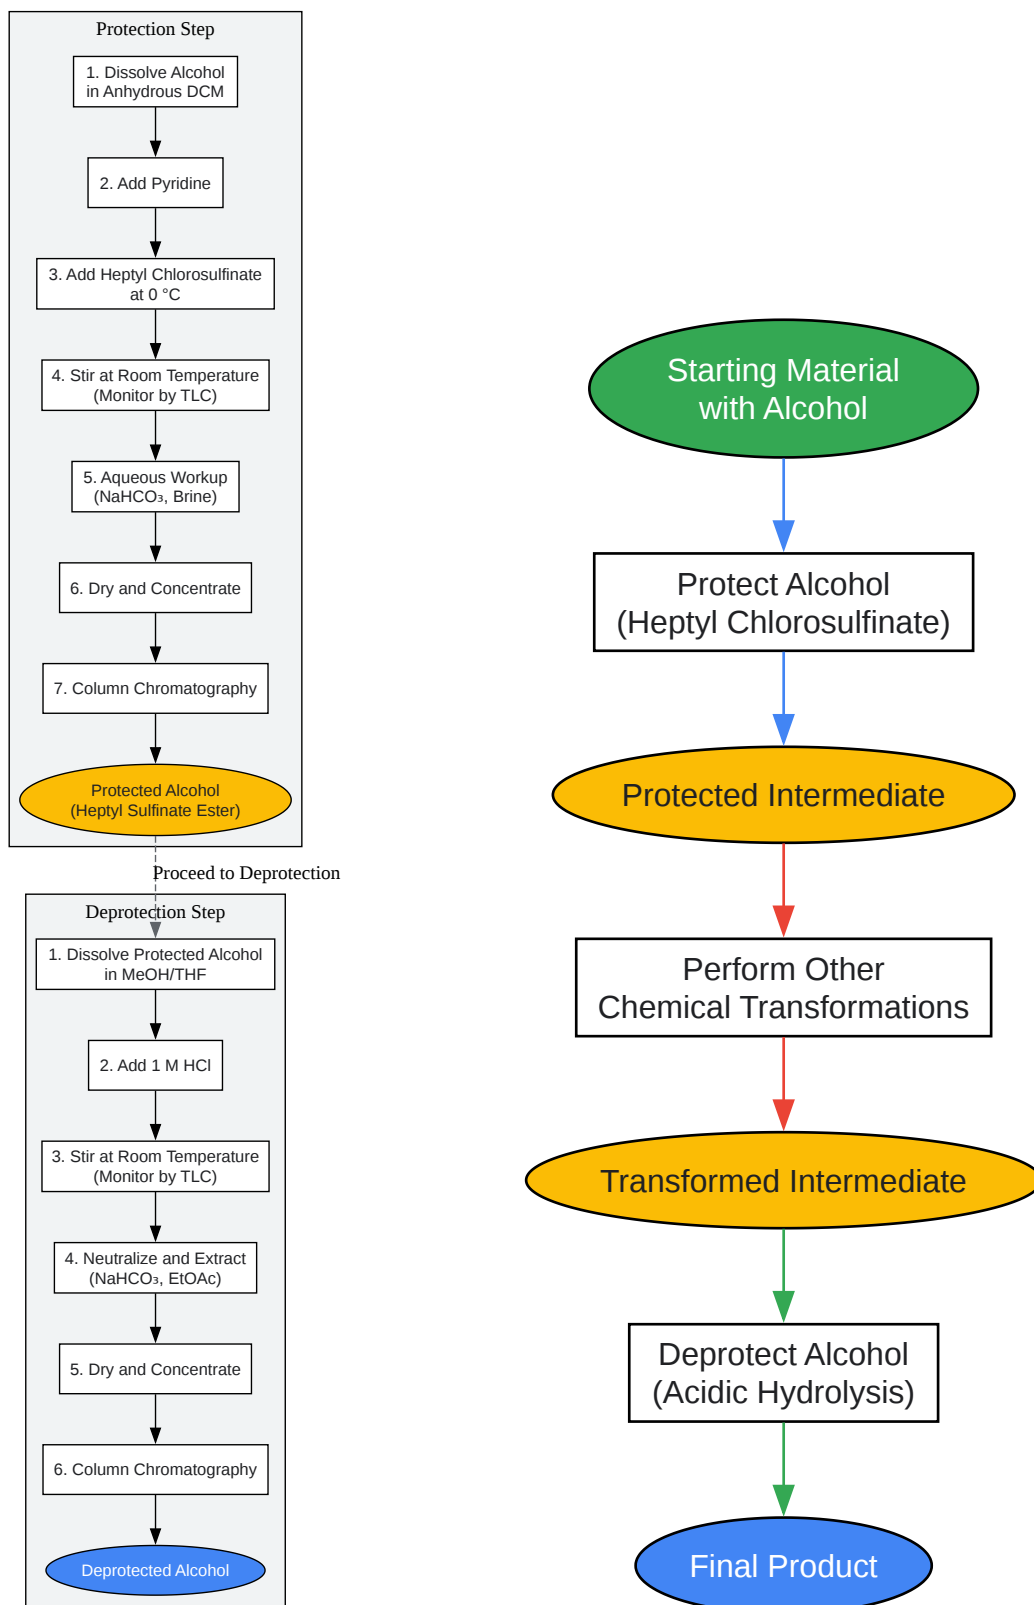 Protection Step
1. Dissolve Alcohol
in Anhydrous DCM
2. Add Pyridine
3. Add Heptyl Chlorosulfinate
at 0 °C
4. Stir at Room Temperature
(Monitor by TLC)
5. Aqueous Workup
(NaHCO₃, Brine)
6. Dry and Concentrate
7. Column Chromatography
Protected Alcohol
(Heptyl Sulfinate Ester)
Proceed to Deprotection
Deprotection Step
1. Dissolve Protected Alcohol
in MeOH/THF
2. Add 1 M HCl
3. Stir at Room Temperature
(Monitor by TLC)
4. Neutralize and Extract
(NaHCO₃, EtOAc)
5. Dry and Concentrate
6. Column Chromatography
Deprotected Alcohol
Starting Material
with Alcohol
Protect Alcohol
(Heptyl Chlorosulfinate)
Protected Intermediate
Perform Other
Chemical Transformations
Transformed Intermediate
Deprotect Alcohol
(Acidic Hydrolysis)
Final Product